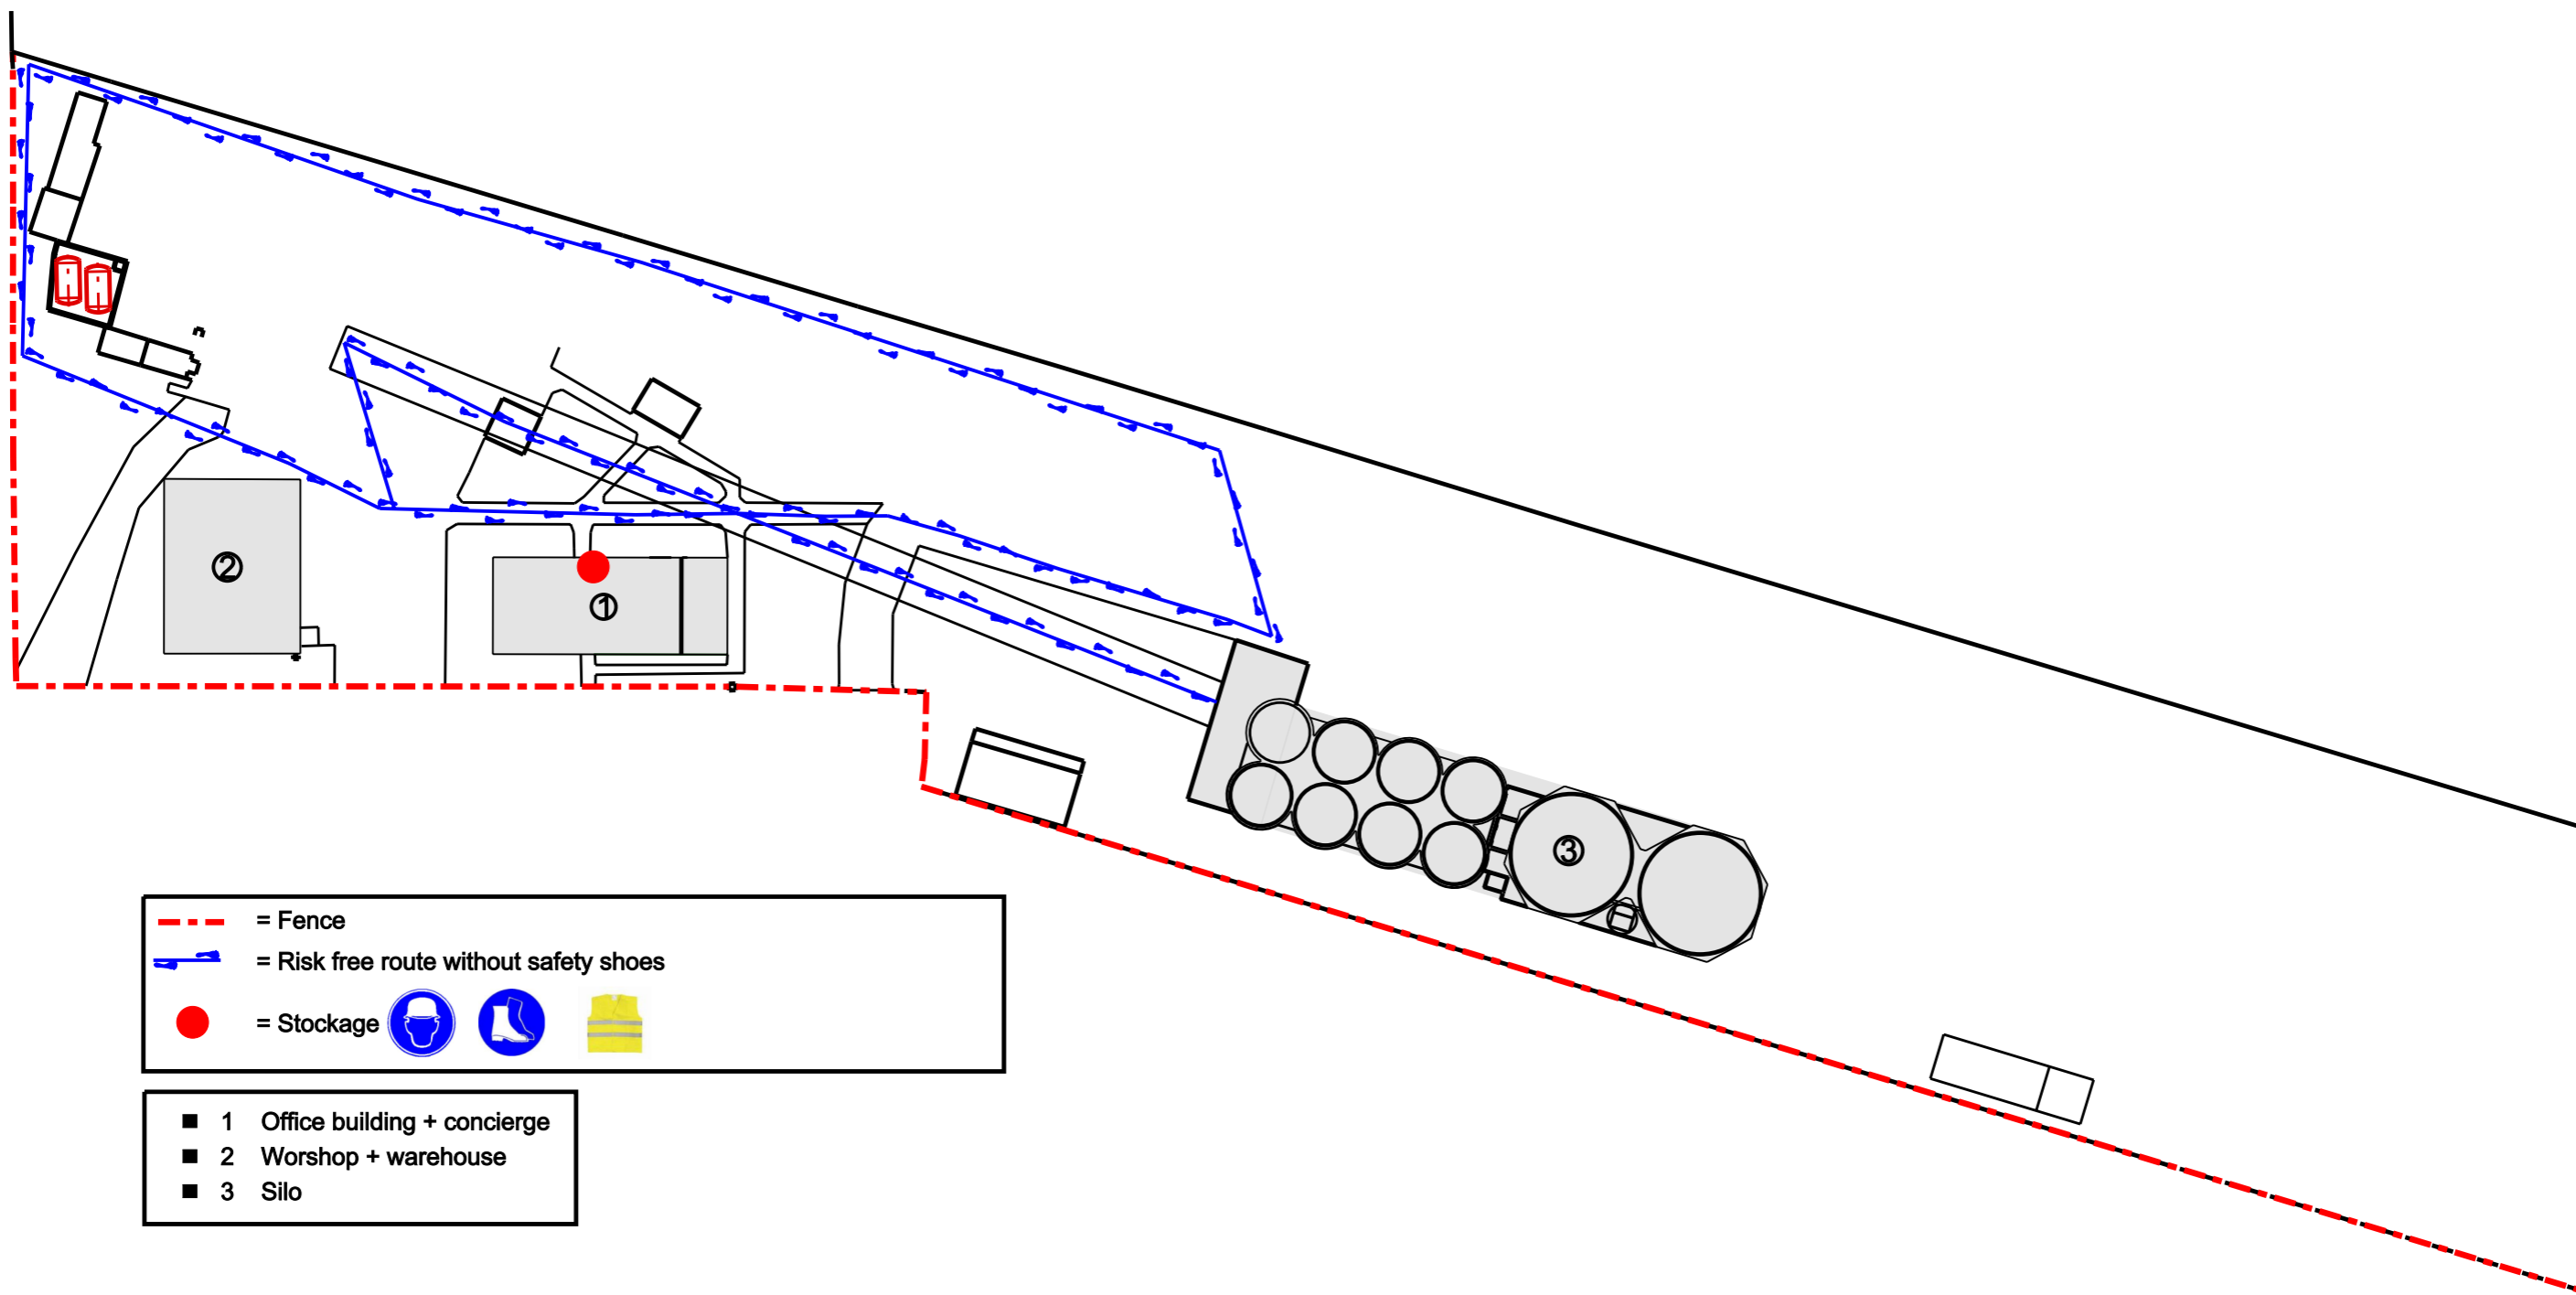 ②
①
③
= Fence
= Risk free route without safety shoes
= Stockage
1 Office building + concierge
2 Worshop + warehouse
3 Silo